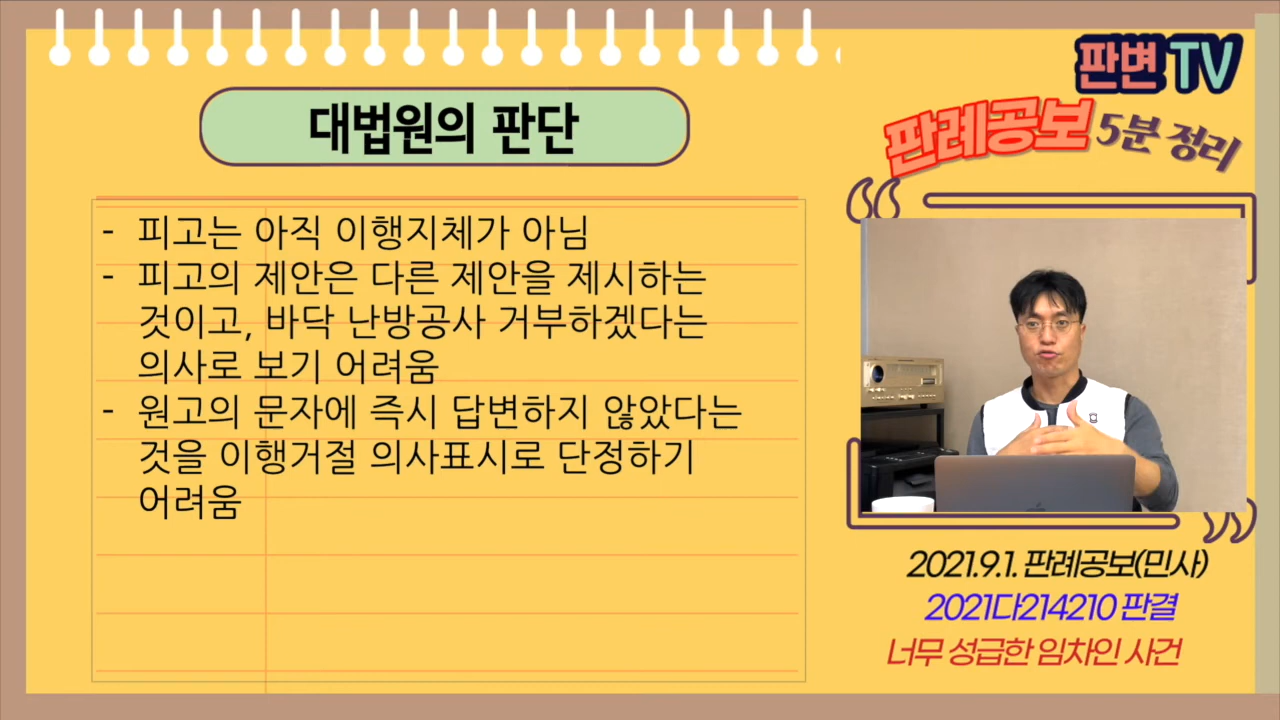 판변 TV
판례공보 5분 정리
대법원의 판단
- 피고는 아직 이행지체가 아님
- 피고의 제안은 다른 제안을 제시하는
것이고, 바닥 난방공사 거부하겠다는
의사로 보기 어려움
- 원고의 문자에 즉시 답변하지 않았다는
것을 이행거절 의사표시로 단정하기
어려움
2021.9.1. 판례공보(민사)
2021다214210 판결
너무 성급한 임차인 사건